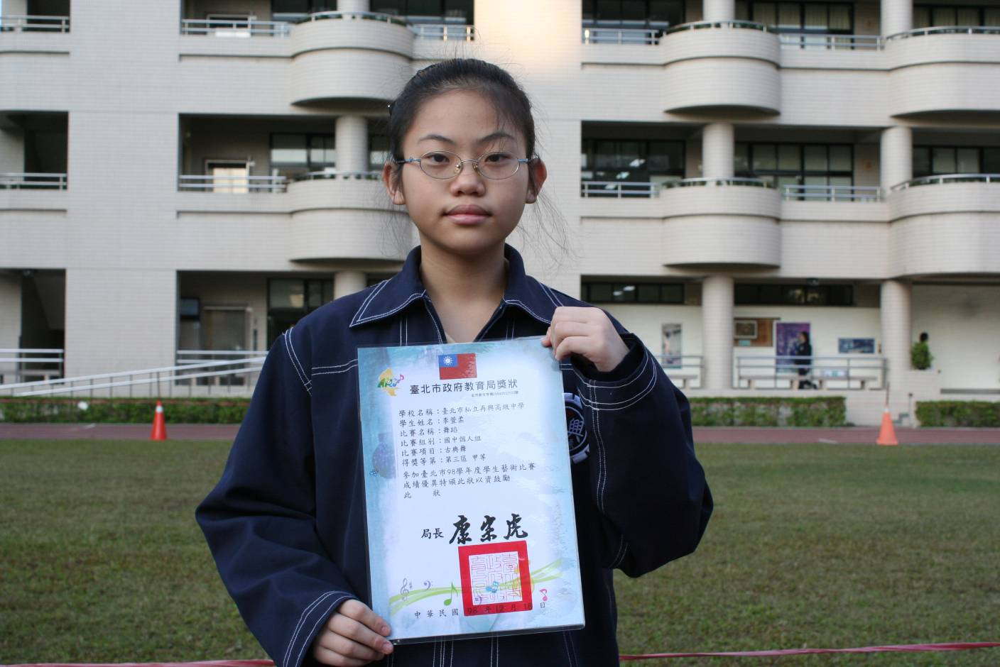 臺北市政府教育局獎狀
學校名稱：臺北市私立再興高級中學
學生姓名：李萱柔
比賽名稱：舞蹈
比賽組別：國中個人組
比賽項目：古典舞
得獎等第：第三區 甲等
參加臺北市98學年度學生藝術比賽
成績優異特頒此狀以資鼓勵
此 狀
局長 康宗虎
中華民國 98 年 12 月 18 日
興